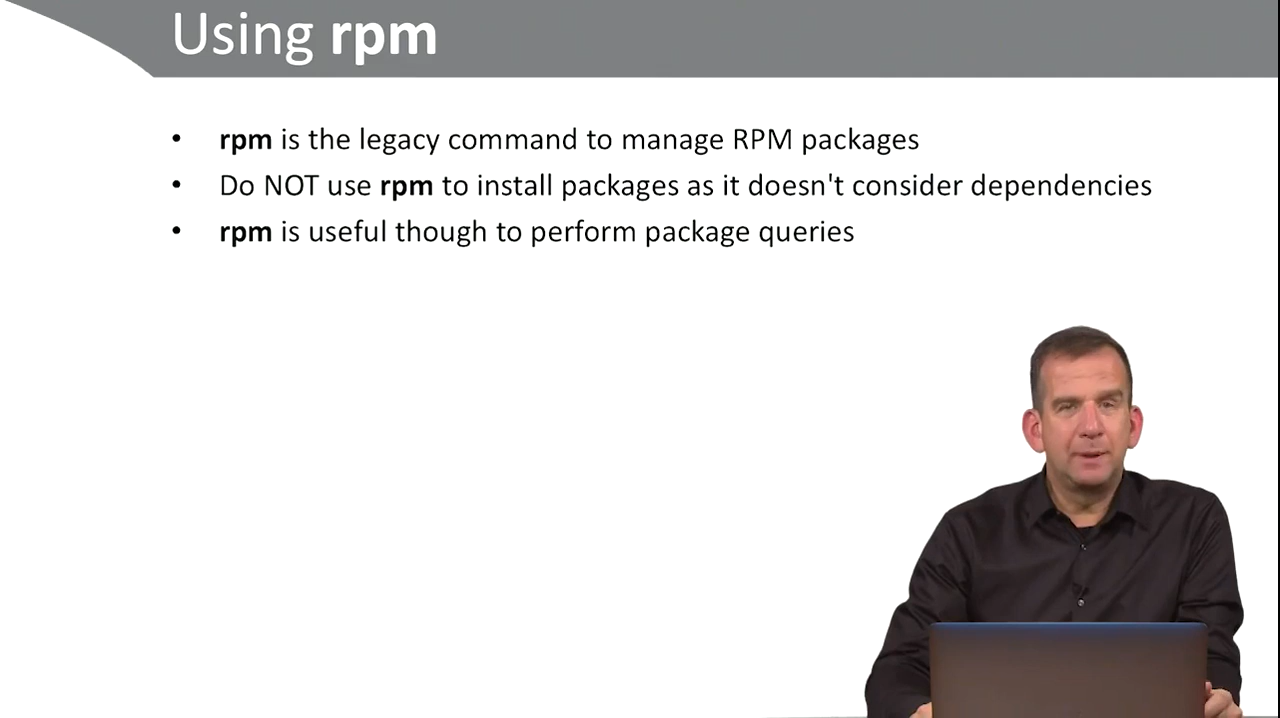 Using rpm
• rpm is the legacy command to manage RPM packages
• Do NOT use rpm to install packages as it doesn't consider dependencies
• rpm is useful though to perform package queries